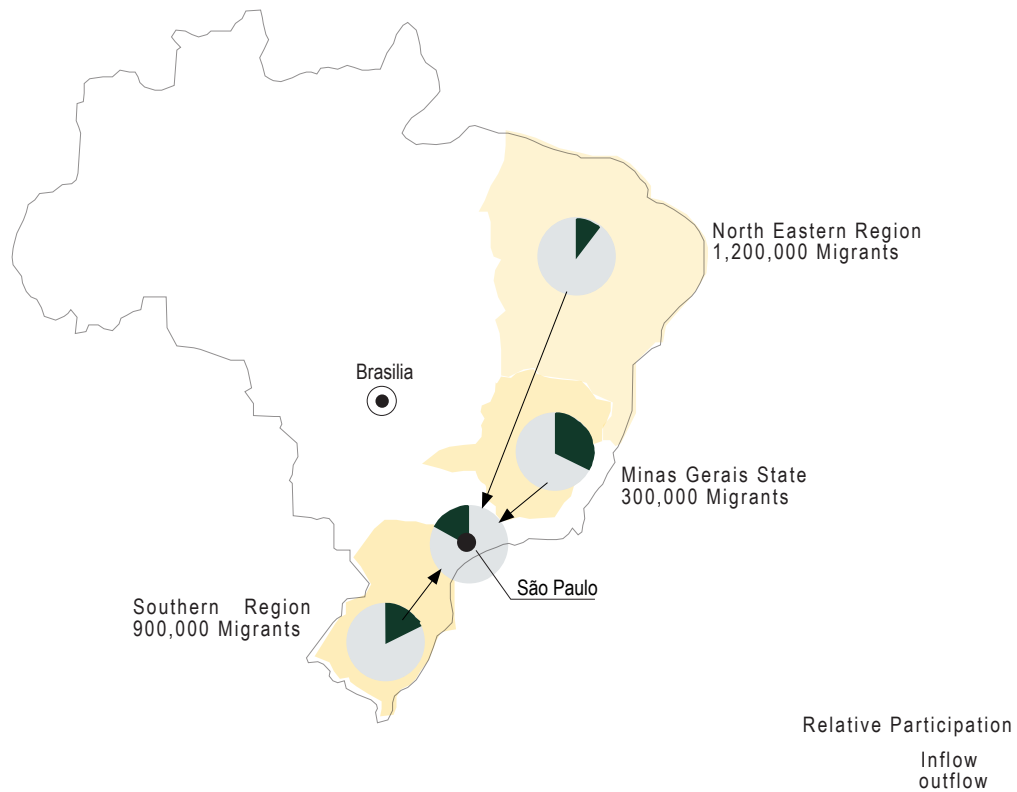 North Eastern Region
1,200,000 Migrants
Brasilia
Minas Gerais State
300,000 Migrants
São Paulo
Southern Region
900,000 Migrants
Relative Participation
Inflow
outflow